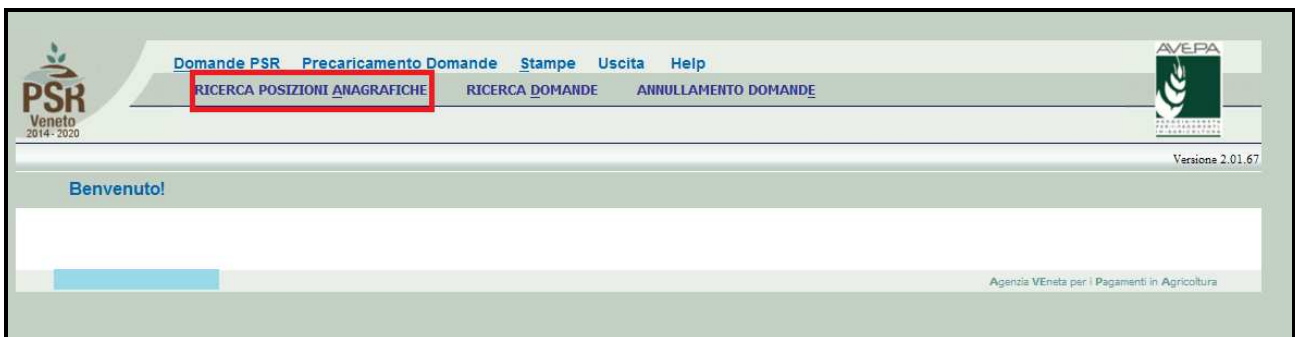 AVEPA
Domande PSR Precaricamento Domande Stampe Uscita Help
PSR
Veneto
2014 - 2020
RICERCA POSIZIONI ANAGRAFICHE RICERCA DOMANDE ANNULLAMENTO DOMANDE
Versione 2.01.67
Benvenuto!
Agenzia VEneta per i Pagamenti in Agricoltura